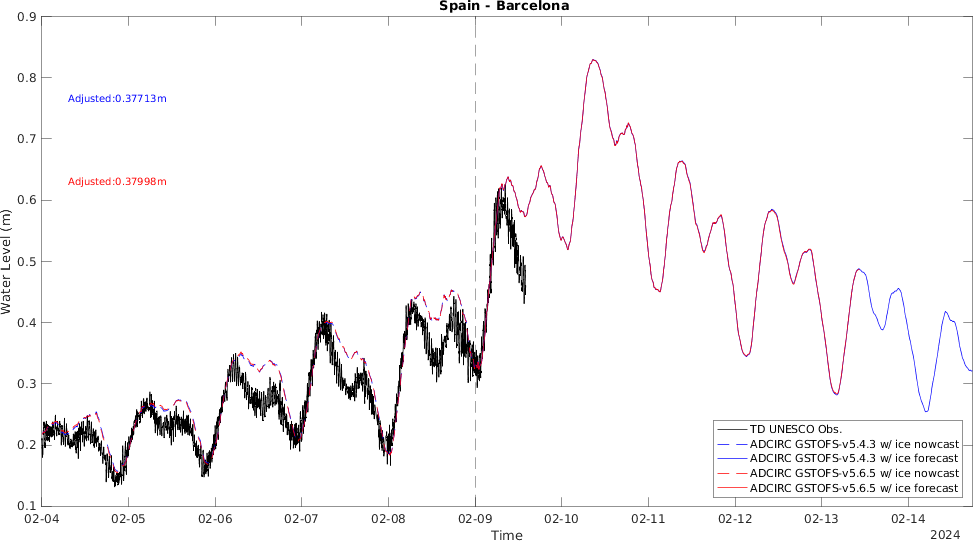 Spain - Barcelona
0.9
0.8
0.7
0.6
0.5
0.4
0.3
0.2
0.1
Water Level (m)
Adjusted:0.37713m
Adjusted:0.37998m
TD UNESCO Obs.
ADCIRC GSTOFS-v5.4.3 w/ ice nowcast
ADCIRC GSTOFS-v5.4.3 w/ ice forecast
ADCIRC GSTOFS-v5.6.5 w/ ice nowcast
ADCIRC GSTOFS-v5.6.5 w/ ice forecast
02-04 02-05 02-06 02-07 02-08 02-09 02-10 02-11 02-12 02-13 02-14
Time
2024